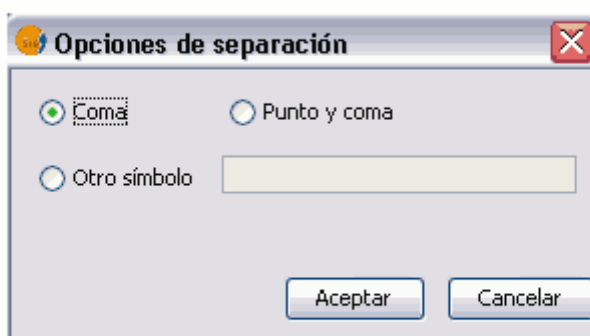 Opciones de separación
Coma Punto y coma
Otro símbolo
Aceptar Cancelar